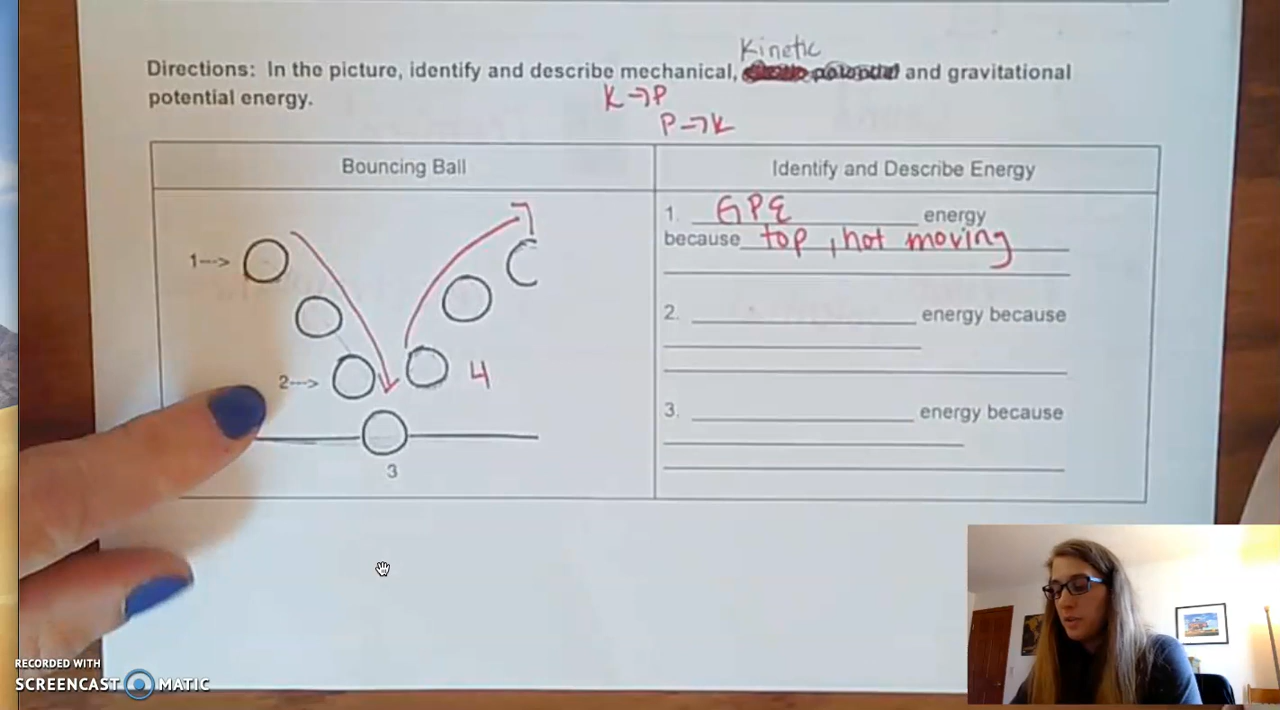 Kinetic
Directions: In the picture, identify and describe mechanical, and gravitational
potential energy.
K→P
P→K
Bouncing Ball
Identify and Describe Energy
1--->
2--->
3
4
1. GPE energy
because top, not moving
2. energy because
3. energy because
RECORDED WITH
SCREENCAST MATIC